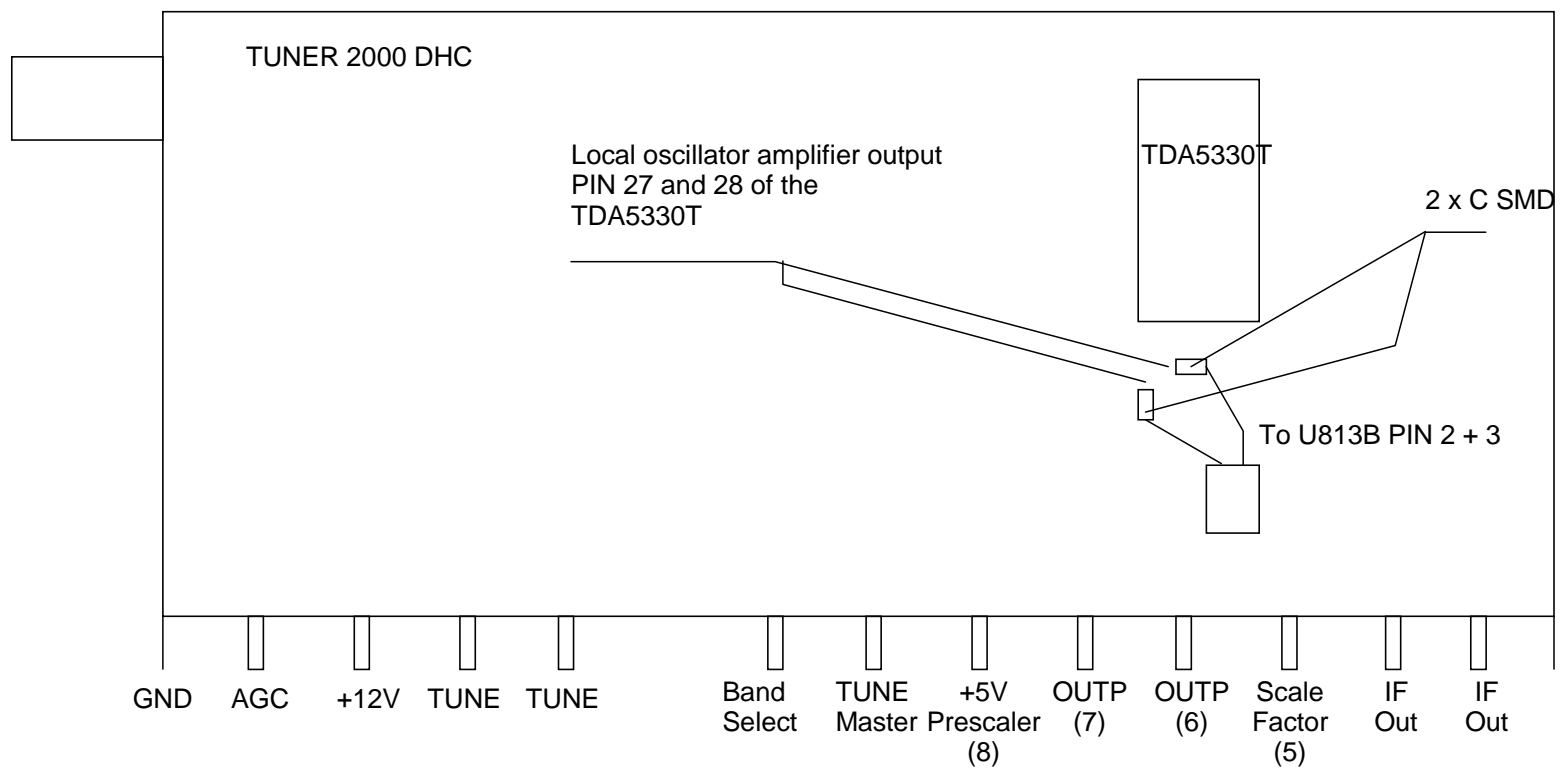 TUNER 2000 DHC
Local oscillator amplifier output
PIN 27 and 28 of the
TDA5330T
TDA5330T
2 x C SMD
To U813B PIN 2 + 3
GND
AGC
+12V
TUNE
TUNE
Band
Select
TUNE
Master
+5V
Prescaler
(8)
OUTP
(7)
OUTP
(6)
Scale
Factor
(5)
IF
Out
IF
Out